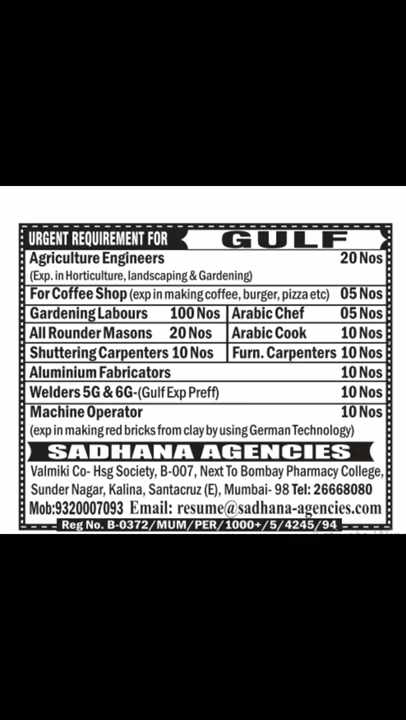 URGENT REQUIREMENT FOR GULF
Agriculture Engineers 20 Nos
(Exp. in Horticulture, landscaping & Gardening)
For Coffee Shop (exp in making coffee, burger, pizza etc) 05 Nos
Gardening Labours 100 Nos Arabic Chef 05 Nos
All Rounder Masons 20 Nos Arabic Cook 10 Nos
Shuttering Carpenters 10 Nos Furn. Carpenters 10 Nos
Aluminium Fabricators 10 Nos
Welders 5G & 6G-(Gulf Exp Preff) 10 Nos
Machine Operator 10 Nos
(exp in making red bricks from clay by using German Technology)
SADHANA AGENCIES
Valmiki Co- Hsg Society, B-007, Next To Bombay Pharmacy College,
Sunder Nagar, Kalina, Santacruz (E), Mumbai- 98 Tel: 26668080
Mob:9320007093 Email: resume@sadhana-agencies.com
Reg No. B-0372/MUM/PER/1000+/5/4245/94